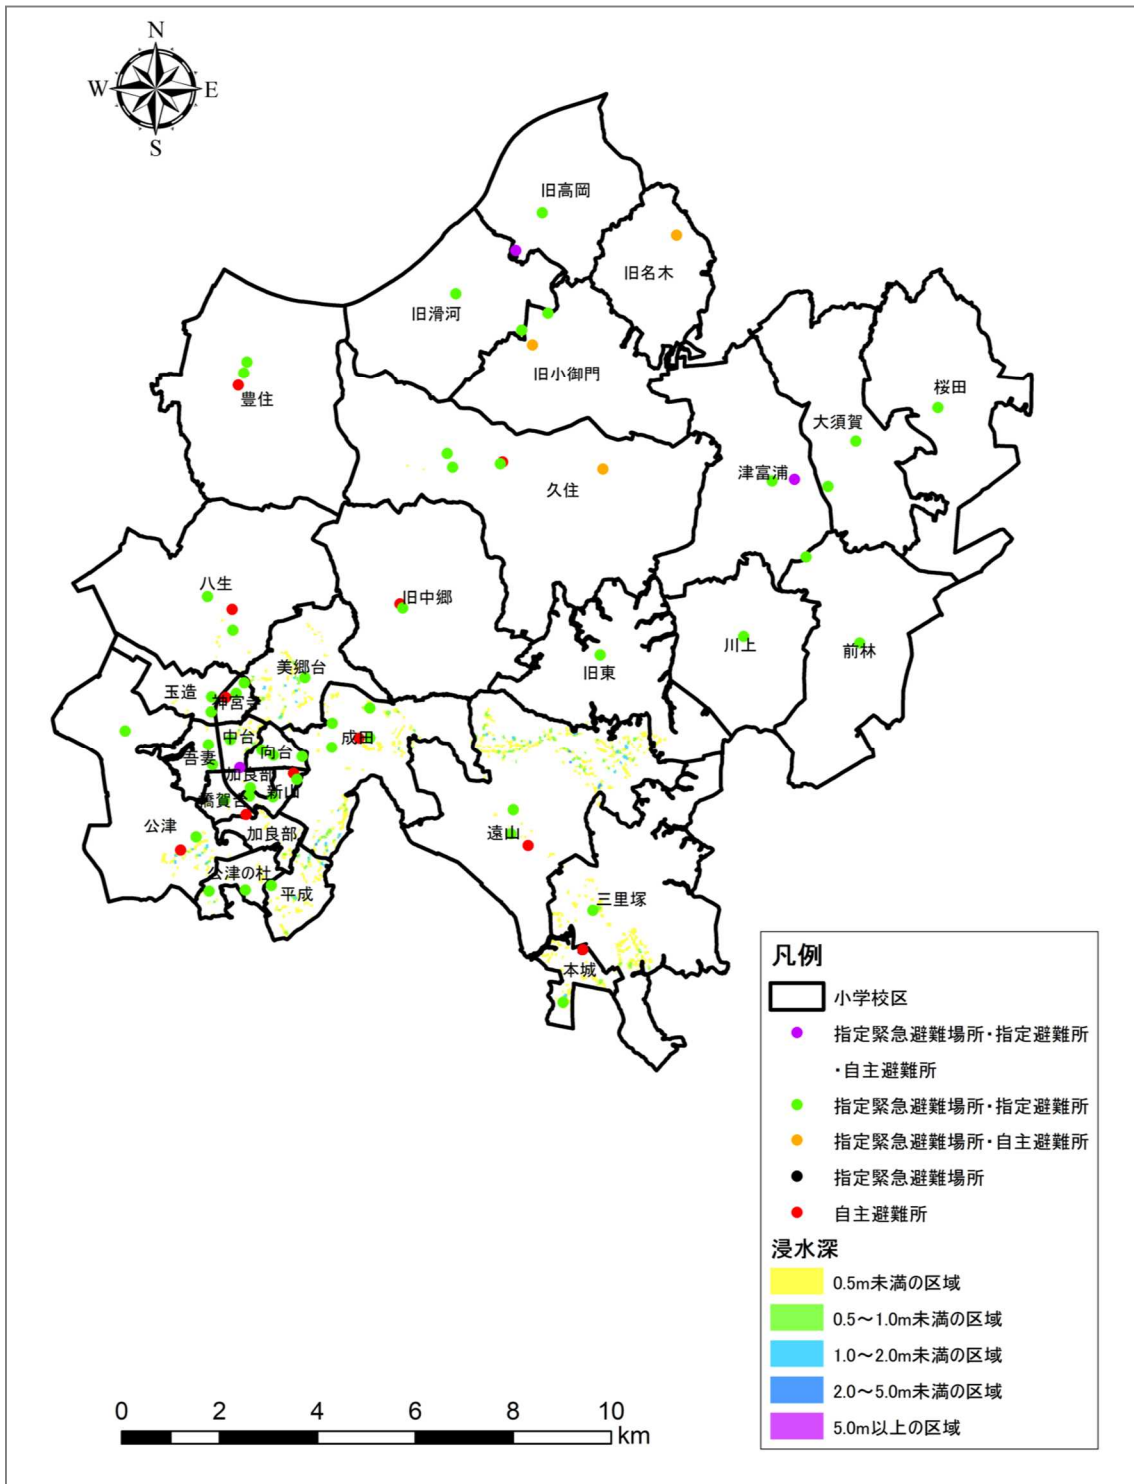 N
W E
S
旧高岡
旧名木
旧滑河
旧小御門
豊住
桜田
大須賀
津富浦
久住
八生
旧中郷
川上
前林
旧東
美郷台
玉造
神宮寺
中台
成田
向台
吾妻
加良部
新山
橋賀台
公津
加良部
遠山
公津の杜
平成
三里塚
本城
凡例
小学校区
指定緊急避難場所・指定避難所
・自主避難所
指定緊急避難場所・指定避難所
指定緊急避難場所・自主避難所
指定緊急避難場所
自主避難所
浸水深
0.5m未満の区域
0.5～1.0m未満の区域
1.0～2.0m未満の区域
2.0～5.0m未満の区域
5.0m以上の区域
0 2 4 6 8 10
km